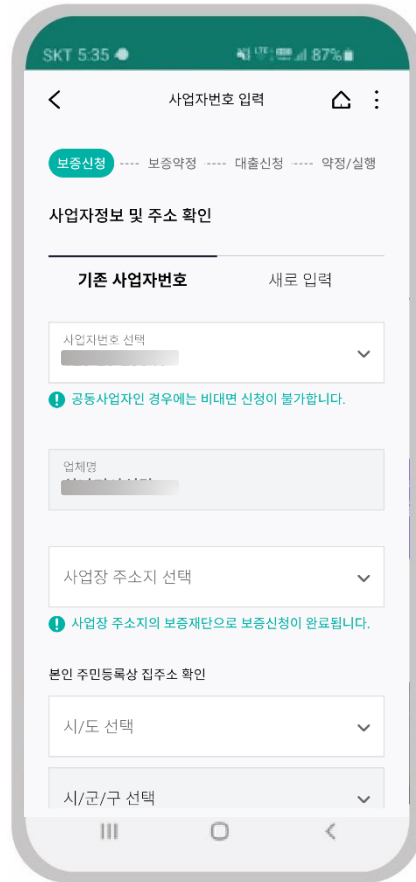 SKT 5:35 87%
사업자번호 입력
보증신청 ---- 보증약정 ---- 대출신청 ---- 약정/실행
사업자정보 및 주소 확인
기존 사업자번호 새로 입력
사업자번호 선택
공동사업자인 경우에는 비대면 신청이 불가합니다.
업체명
사업장 주소지 선택
사업장 주소지의 보증재단으로 보증신청이 완료됩니다.
본인 주민등록상 집주소 확인
시/도 선택
시/군/구 선택